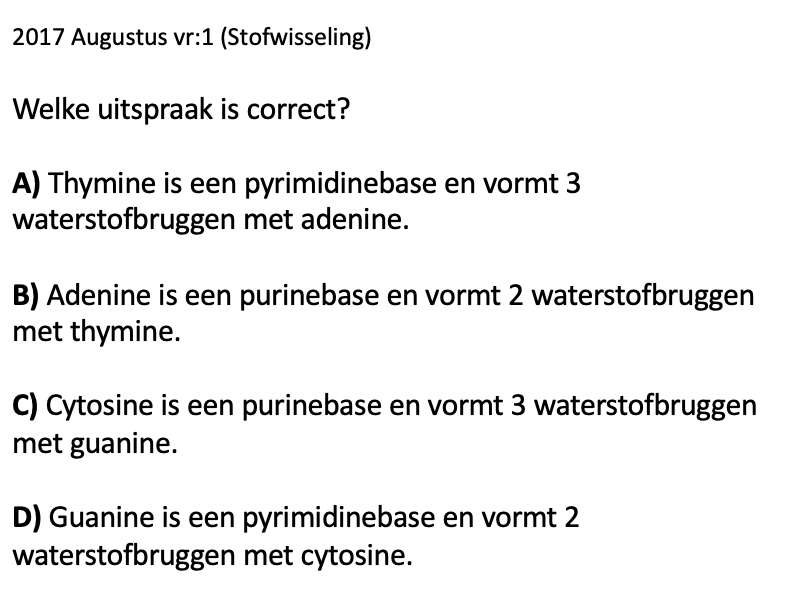 2017 Augustus vr:1 (Stofwisseling)
Welke uitspraak is correct?
A) Thymine is een pyrimidinebase en vormt 3
waterstofbruggen met adenine.
B) Adenine is een purinebase en vormt 2 waterstofbruggen
met thymine.
C) Cytosine is een purinebase en vormt 3 waterstofbruggen
met guanine.
D) Guanine is een pyrimidinebase en vormt 2
waterstofbruggen met cytosine.